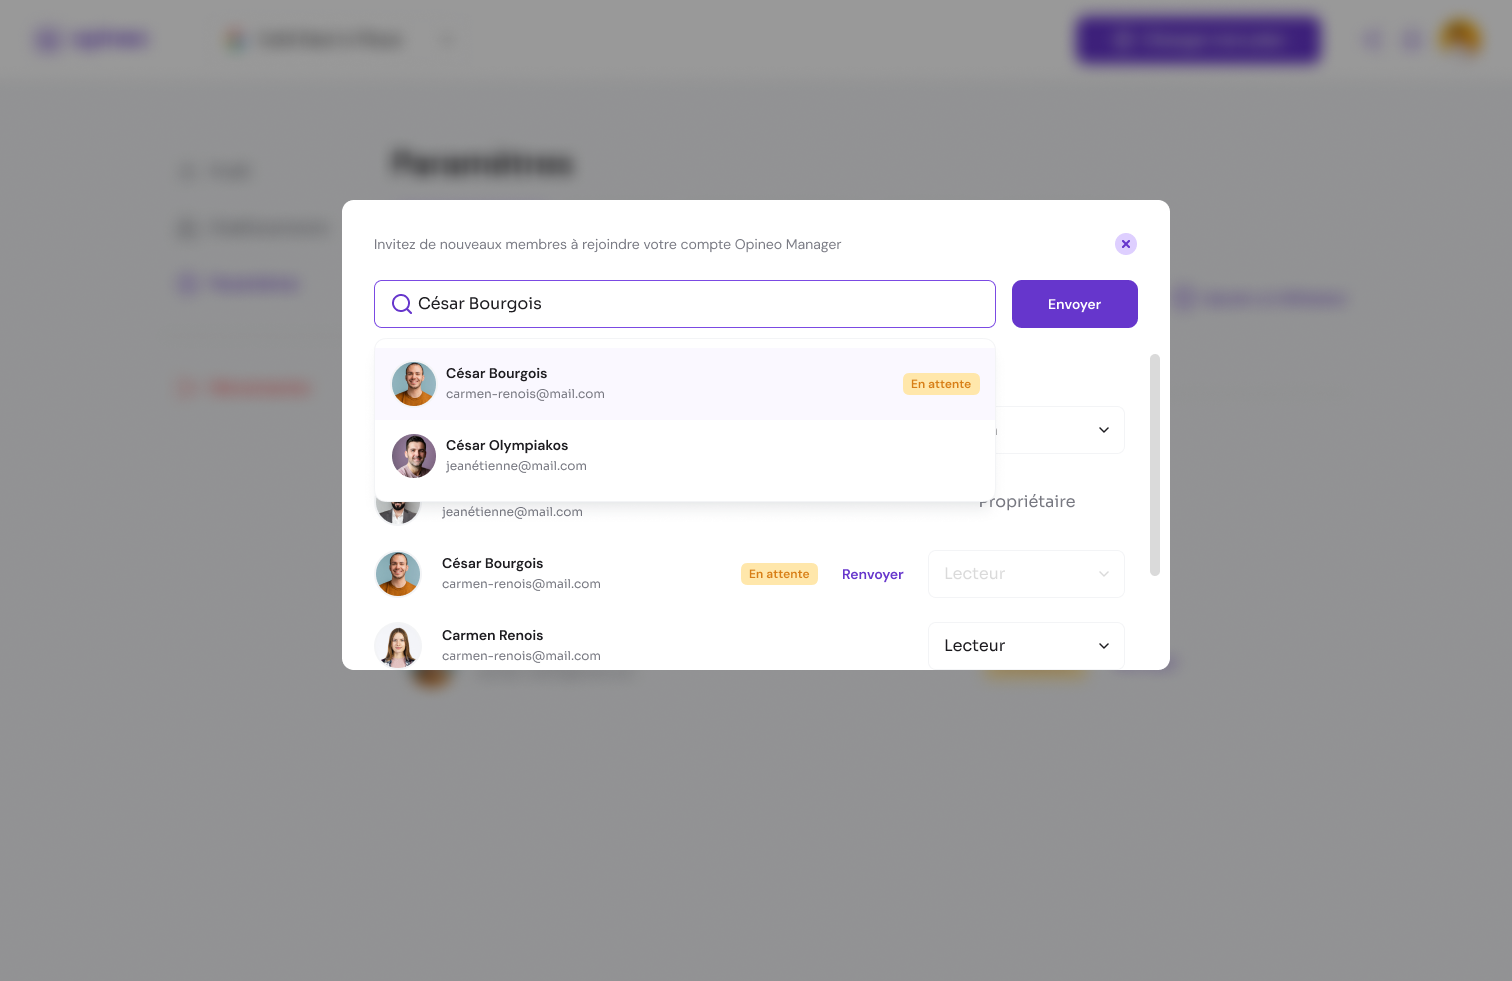 opineo
Paramètres
Invitez de nouveaux membres à rejoindre votre compte Opineo Manager
César Bourgois
Envoyer
César Bourgois
carmen-renois@mail.com
En attente
César Olympiakos
jeanétienne@mail.com
jeanétienne@mail.com
Propriétaire
César Bourgois
carmen-renois@mail.com
En attente
Renvoyer
Lecteur
Carmen Renois
carmen-renois@mail.com
Lecteur